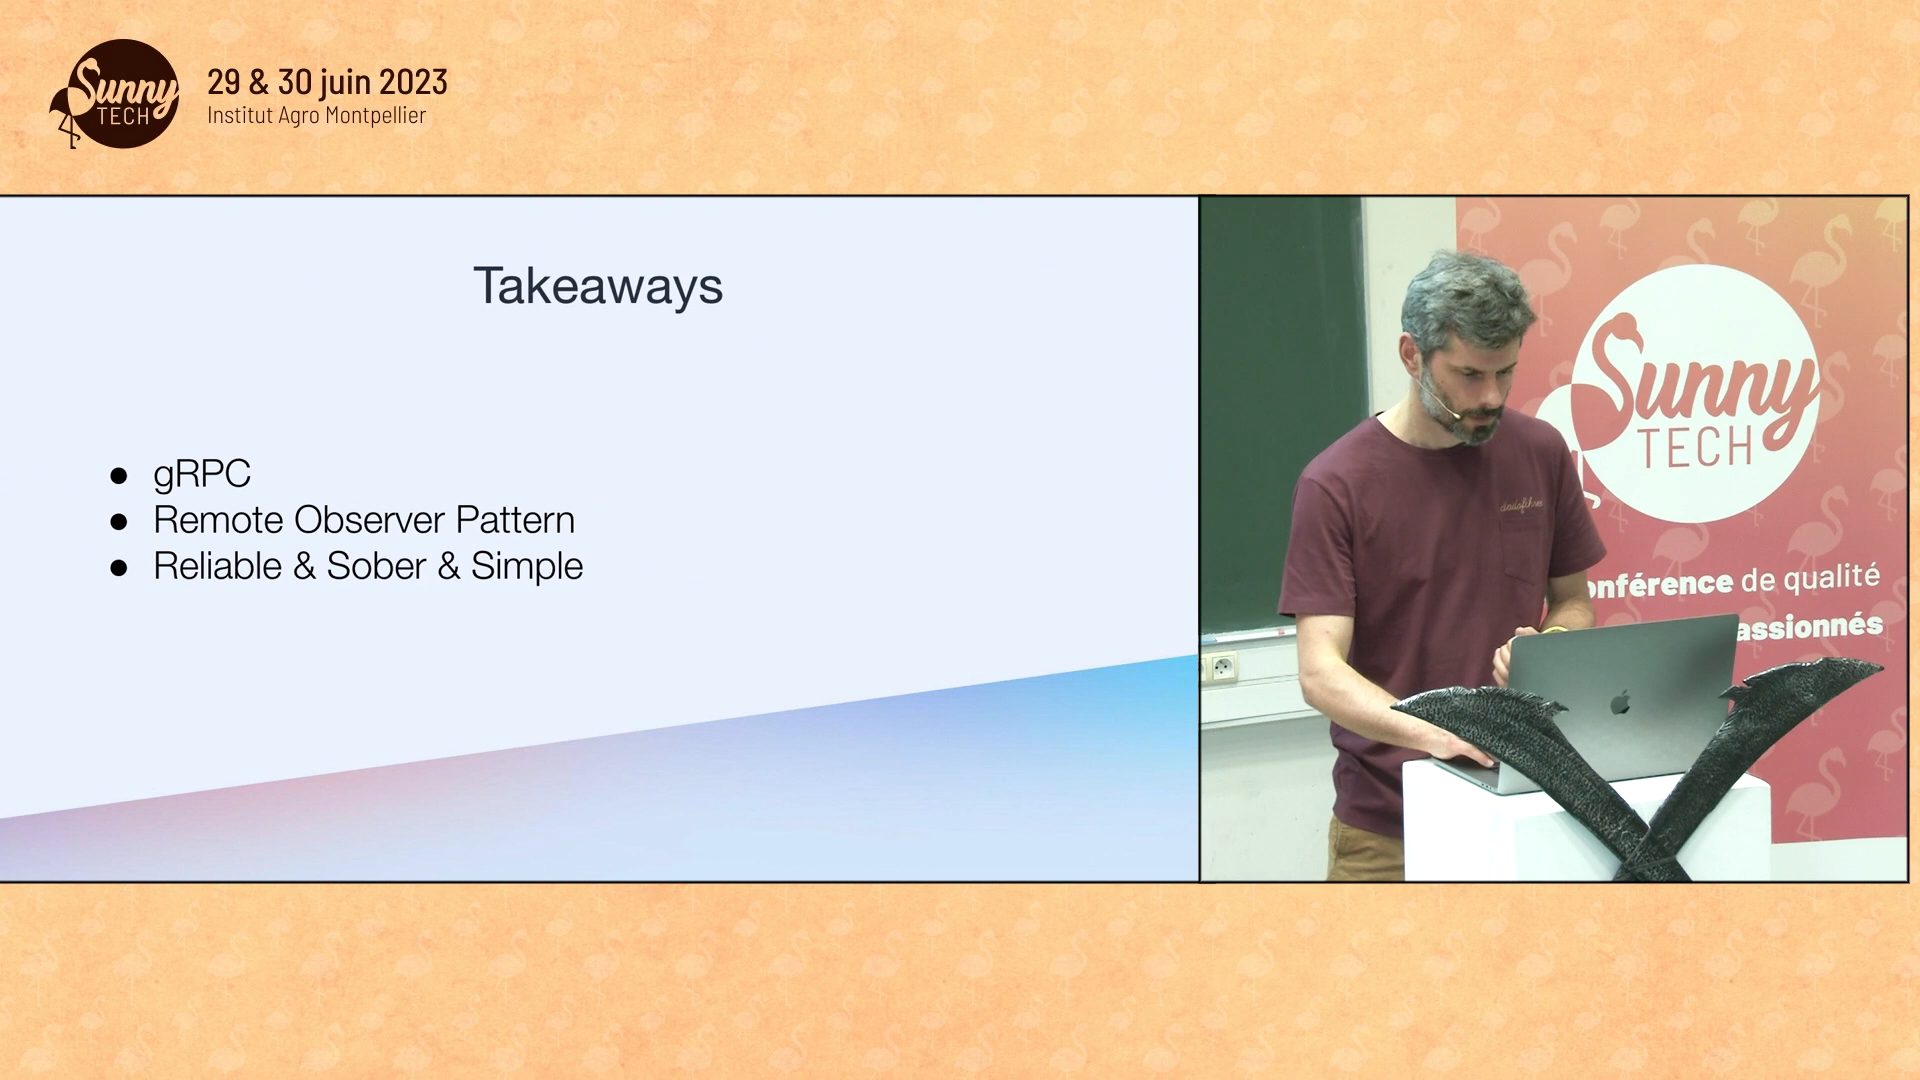 Sunny
TECH
29 & 30 juin 2023
Institut Agro Montpellier
Takeaways
● gRPC
● Remote Observer Pattern
● Reliable & Sober & Simple
Sunny
TECH
onférence de qualité
assionnés